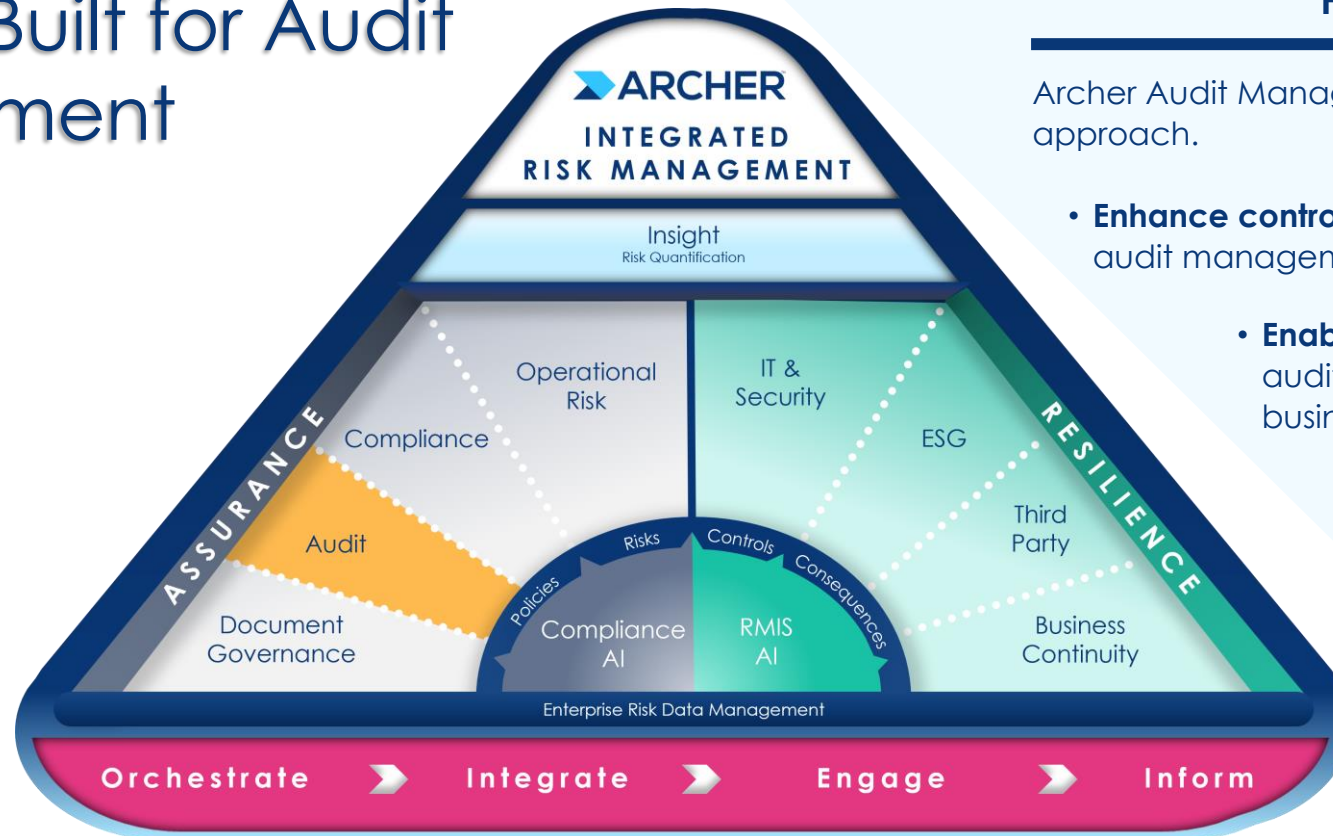 Built for Audit
ment
ARCHER
INTEGRATED
RISK MANAGEMENT
Insight
Risk Quantification
ASSURANCE
Compliance
Operational
Risk
Audit
Document
Governance
IT &
Security
ESG
Third
Party
Business
Continuity
RESILIENCE
Policies
Risks
Controls
Consequences
Compliance
AI
RMIS
AI
Enterprise Risk Data Management
Orchestrate
Integrate
Engage
Inform
Archer Audit Manag
approach.
• Enhance contro
audit managem
• Enab
audi
busin